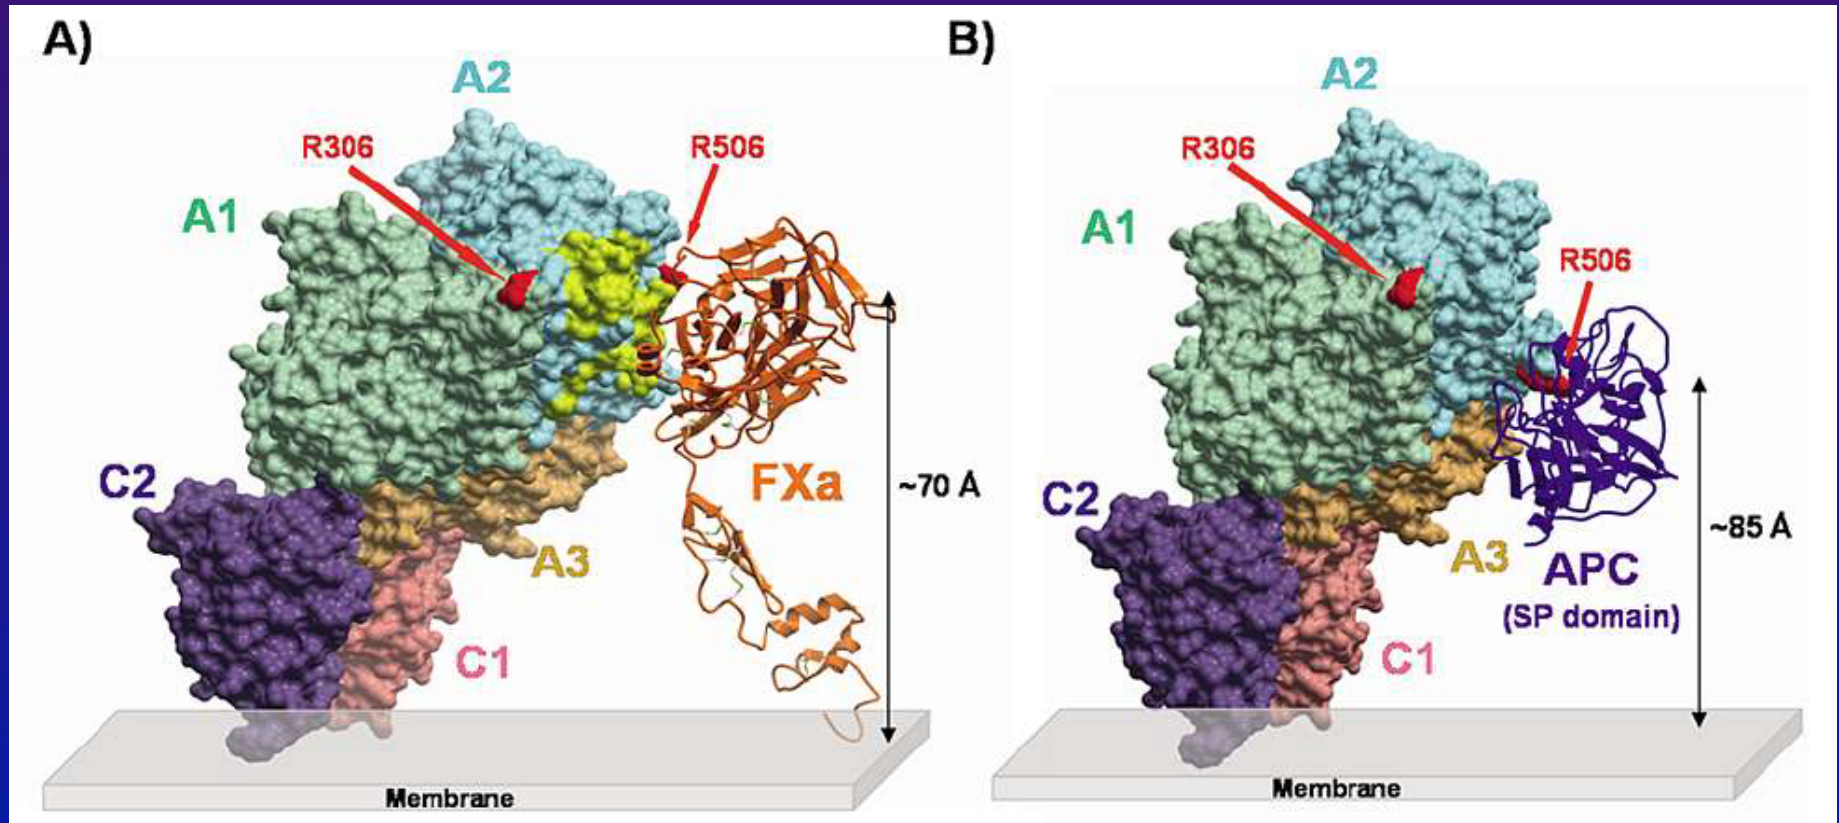 A)
A2
R306
R506
A1
C2
FXa
~70 Å
A3
C1
Membrane
B)
A2
R306
A1
R506
C2
~85 Å
A3
APC
(SP domain)
C1
Membrane